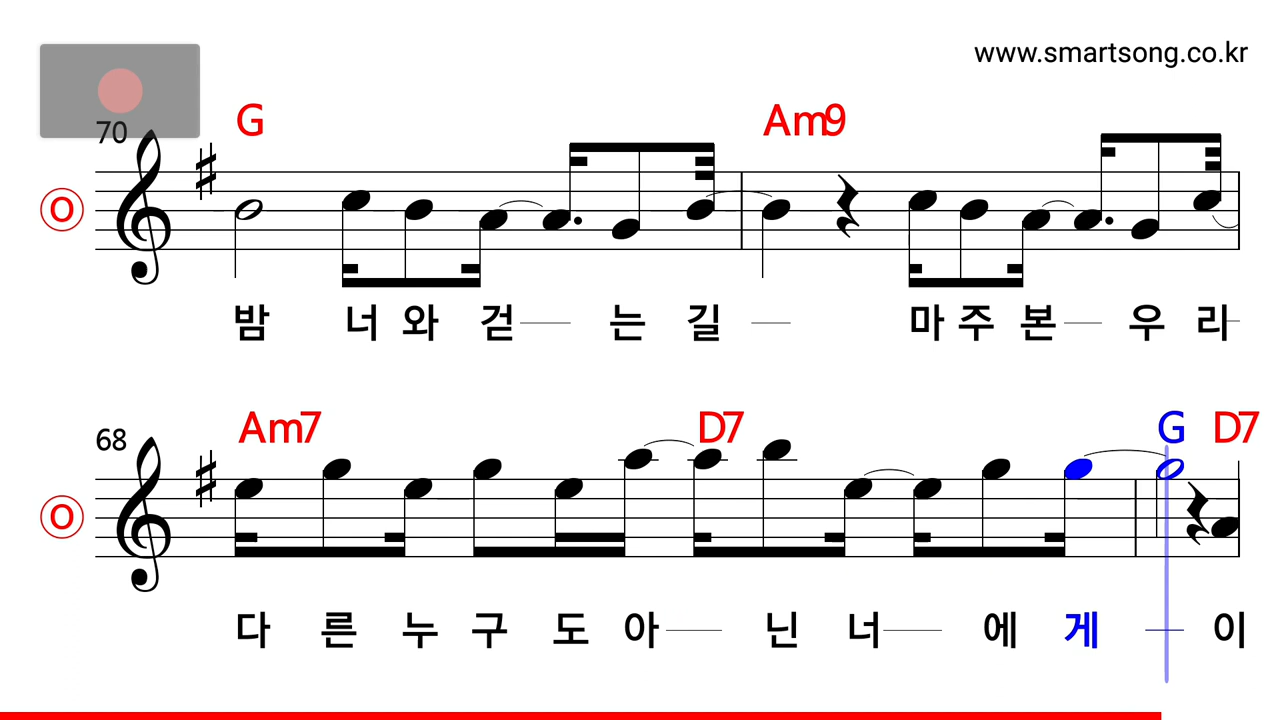 www.smartsong.co.kr
70
G Am9
O
밤 너 와 걷 는 길 마 주 본 우 리
68
Am7 D7 G D7
O
다 른 누 구 도 아 닌 너 에 게 이